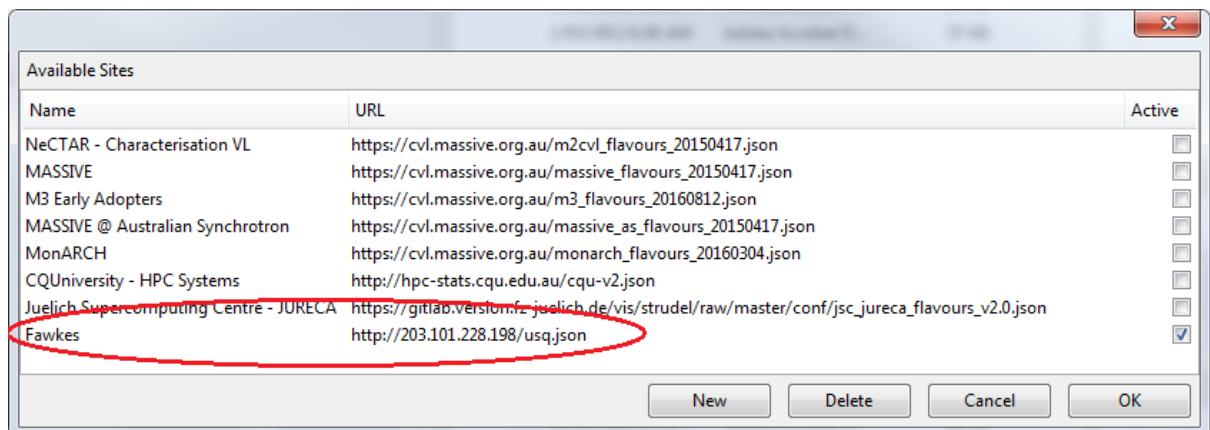 Available Sites
Name URL Active
NeCTAR - Characterisation VL https://cvl.massive.org.au/m2cvl_flavours_20150417.json
MASSIVE https://cvl.massive.org.au/massive_flavours_20150417.json
M3 Early Adopters https://cvl.massive.org.au/m3_flavours_20160812.json
MASSIVE @ Australian Synchrotron https://cvl.massive.org.au/massive_as_flavours_20150417.json
MonARCH https://cvl.massive.org.au/monarch_flavours_20160304.json
CQUniversity - HPC Systems http://hpc-stats.cqu.edu.au/cqu-v2.json
Juelich Supercomputing Centre - JURECA https://gitlab.version.fz-juelich.de/vis/strudel/raw/master/conf/jsc_jureca_flavours_v2.0.json
Fawkes http://203.101.228.198/usq.json
New Delete Cancel OK